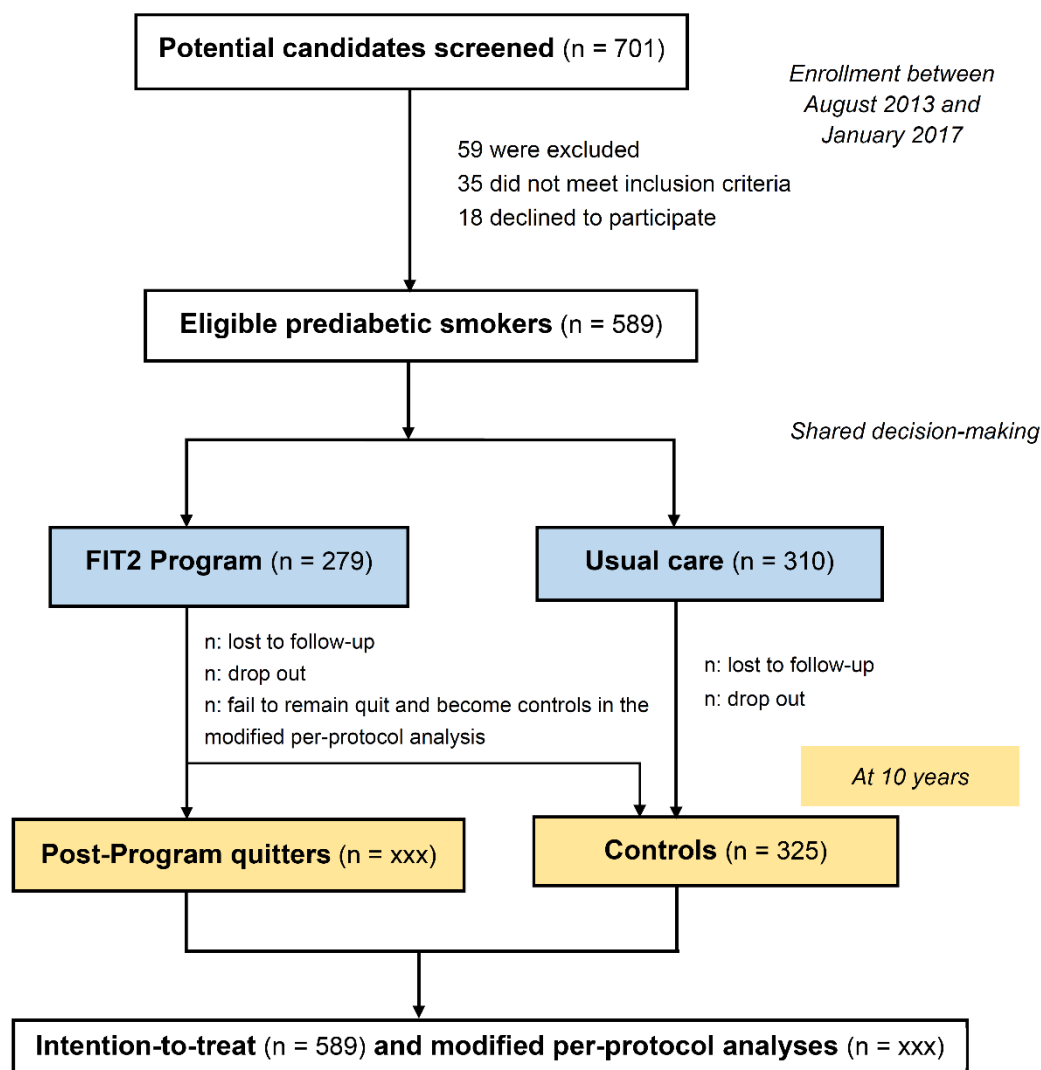 Potential candidates screened (n = 701)
Enrollment between
August 2013 and
January 2017
59 were excluded
35 did not meet inclusion criteria
18 declined to participate
Eligible prediabetic smokers (n = 589)
Shared decision-making
FIT2 Program (n = 279)
Usual care (n = 310)
n: lost to follow-up
n: drop out
n: fail to remain quit and become controls in the
modified per-protocol analysis
n: lost to follow-up
n: drop out
At 10 years
Post-Program quitters (n = xxx)
Controls (n = 325)
Intention-to-treat (n = 589) and modified per-protocol analyses (n = xxx)